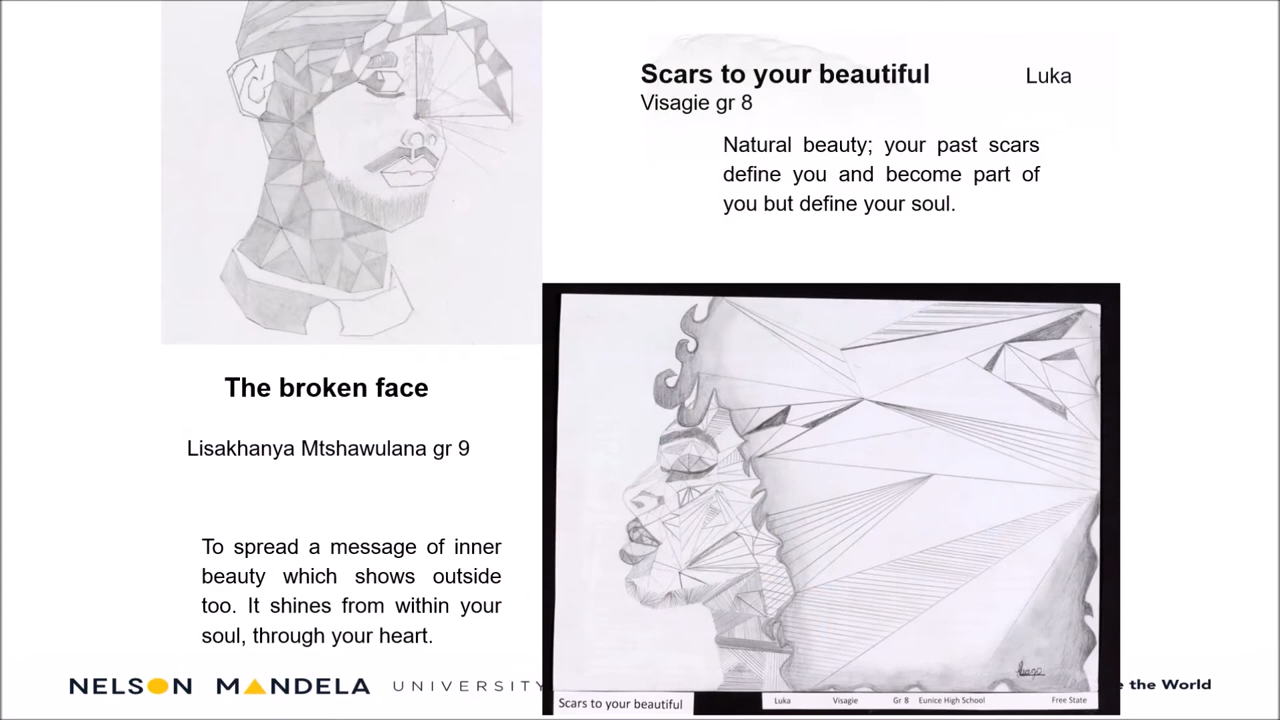 Scars to your beautiful Luka
Visagie gr 8
Natural beauty; your past scars
define you and become part of
you but define your soul.
The broken face
Lisakhanya Mtshawulana gr 9
To spread a message of inner
beauty which shows outside
too. It shines from within your
soul, through your heart.
NELSON MANDELA UNIVERSITY
the World
Scars to your beautiful
Luka Visagie Gr 8 Eunice High School Free State